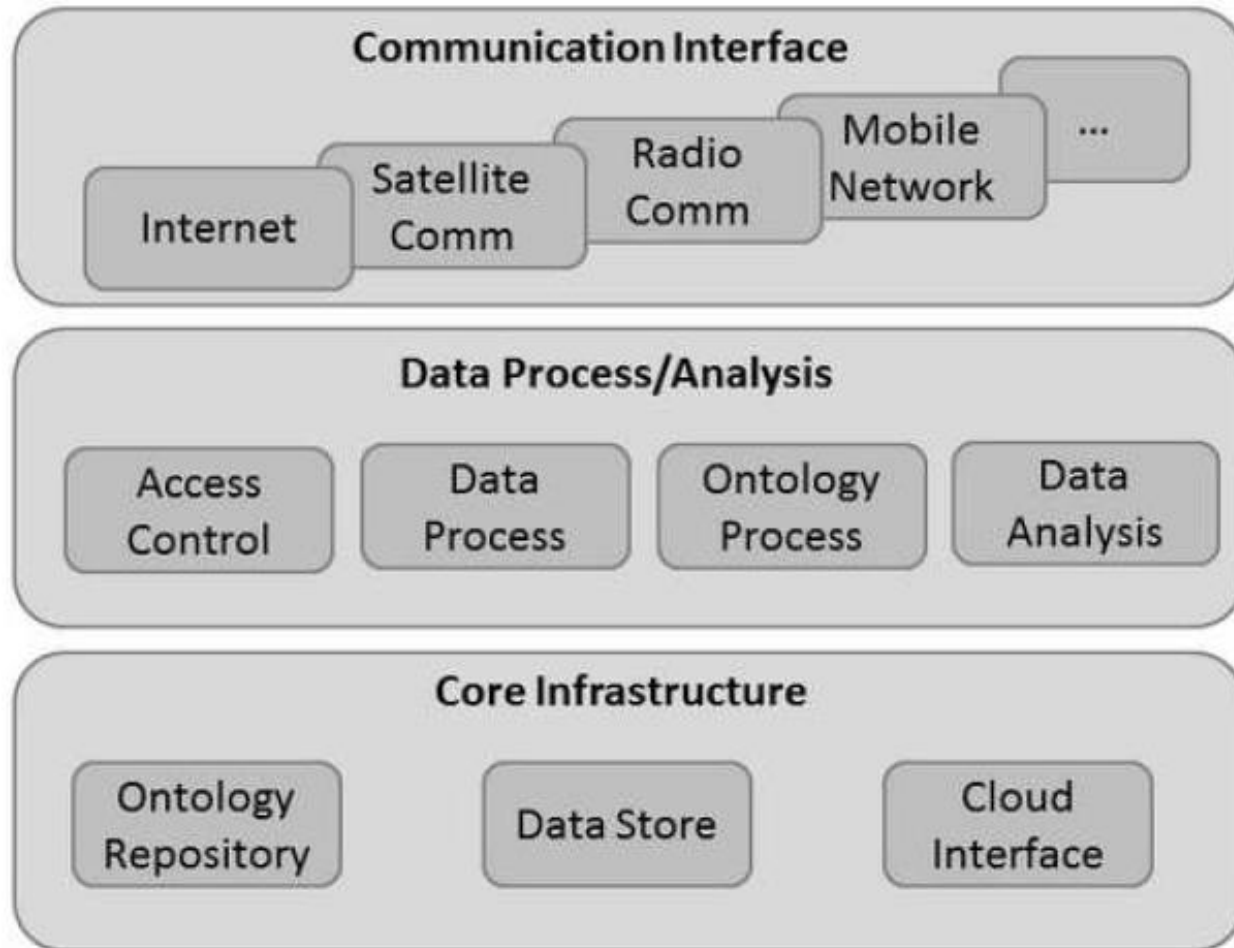 Communication Interface
Internet
Satellite
Comm
Radio
Comm
Mobile
Network
...
Data Process/Analysis
Access
Control
Data
Process
Ontology
Process
Data
Analysis
Core Infrastructure
Ontology
Repository
Data Store
Cloud
Interface